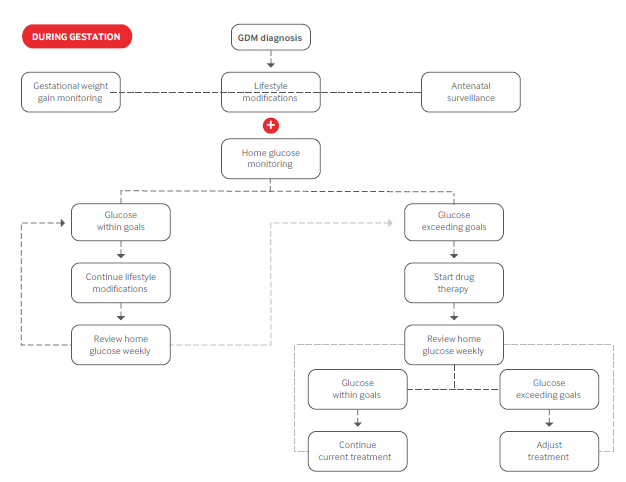 DURING GESTATION
GDM diagnosis
Gestational weight
gain monitoring
Lifestyle
modifications
Antenatal
surveillance
+
Home glucose
monitoring
Glucose
within goals
Glucose
exceeding goals
Continue lifestyle
modifications
Start drug
therapy
Review home
glucose weekly
Review home
glucose weekly
Glucose
within goals
Glucose
exceeding goals
Continue
current treatment
Adjust
treatment